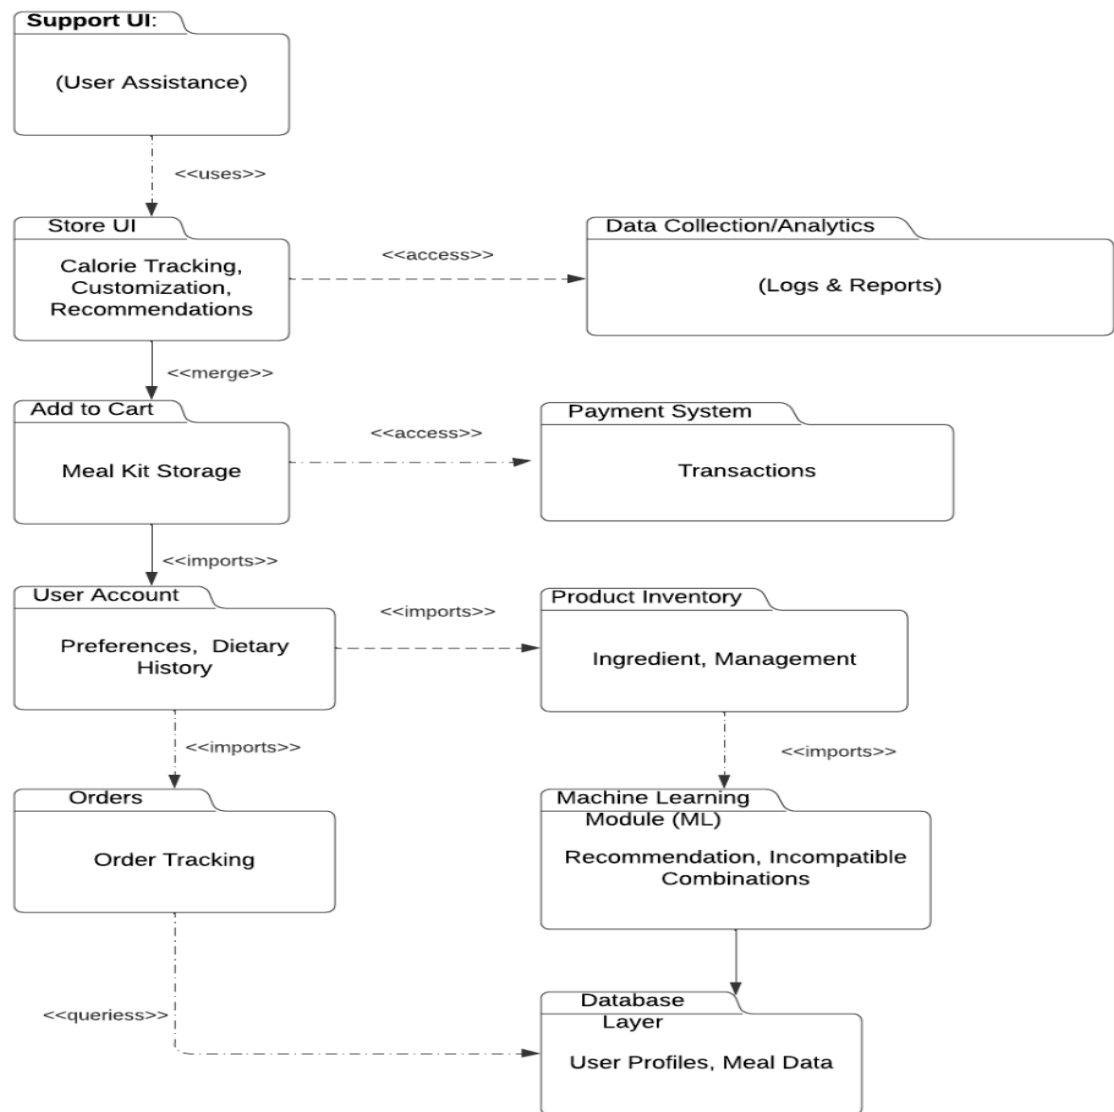 Support UI:
(User Assistance)
<<uses>>
Store UI
Calorie Tracking,
Customization,
Recommendations
<<access>>
Data Collection/Analytics
(Logs & Reports)
<<merge>>
Add to Cart
Meal Kit Storage
<<access>>
Payment System
Transactions
<<imports>>
User Account
Preferences,  Dietary
History
<<imports>>
Product Inventory
Ingredient, Management
<<imports>>
<<imports>>
Orders
Order Tracking
Machine Learning
Module (ML)
Recommendation, Incompatible
Combinations
<<queriess>>
Database
Layer
User Profiles, Meal Data